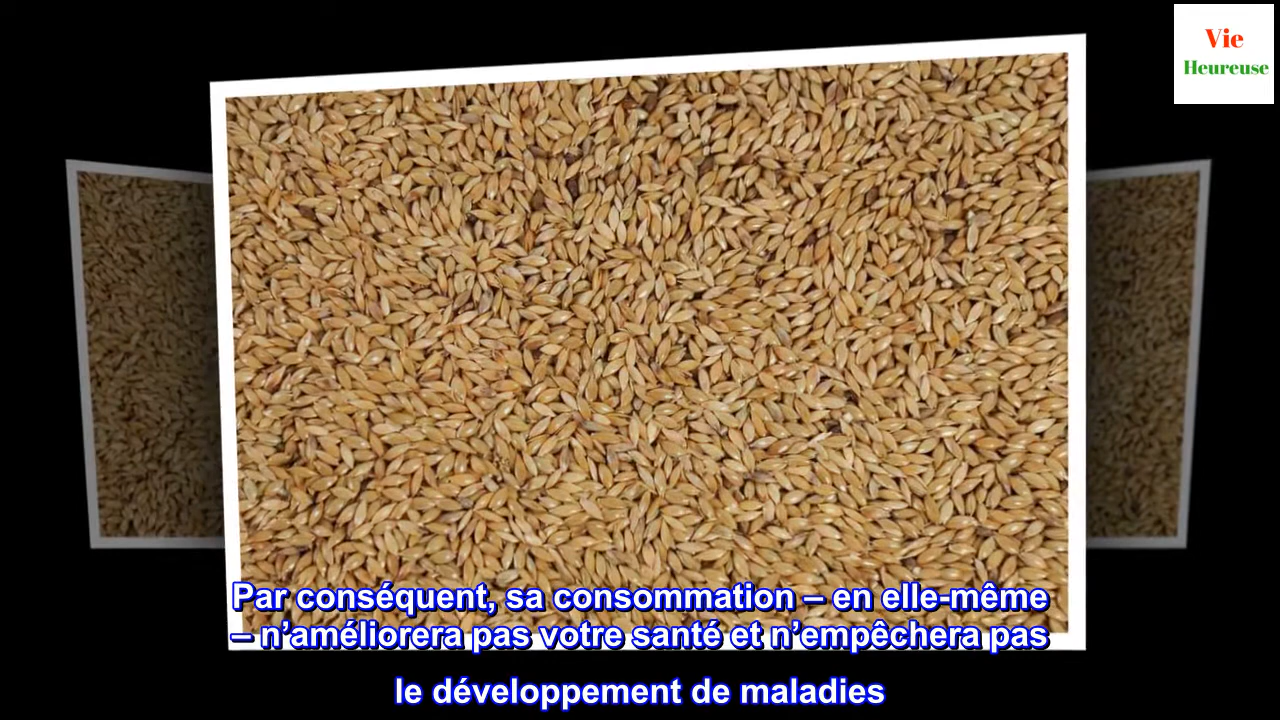 Vie
Heureuse
Par conséquent, sa consommation – en elle-même
– n’améliorera pas votre santé et n’empêchera pas
le développement de maladies